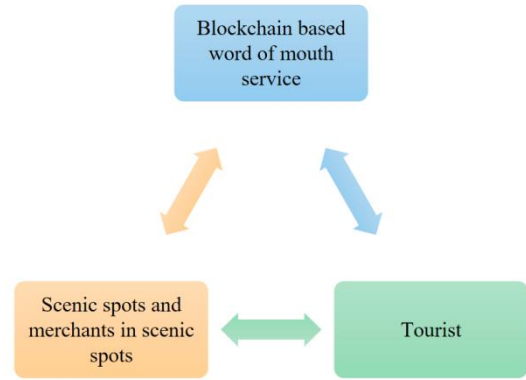 Blockchain based
word of mouth
service
Scenic spots and
merchants in scenic
spots
Tourist